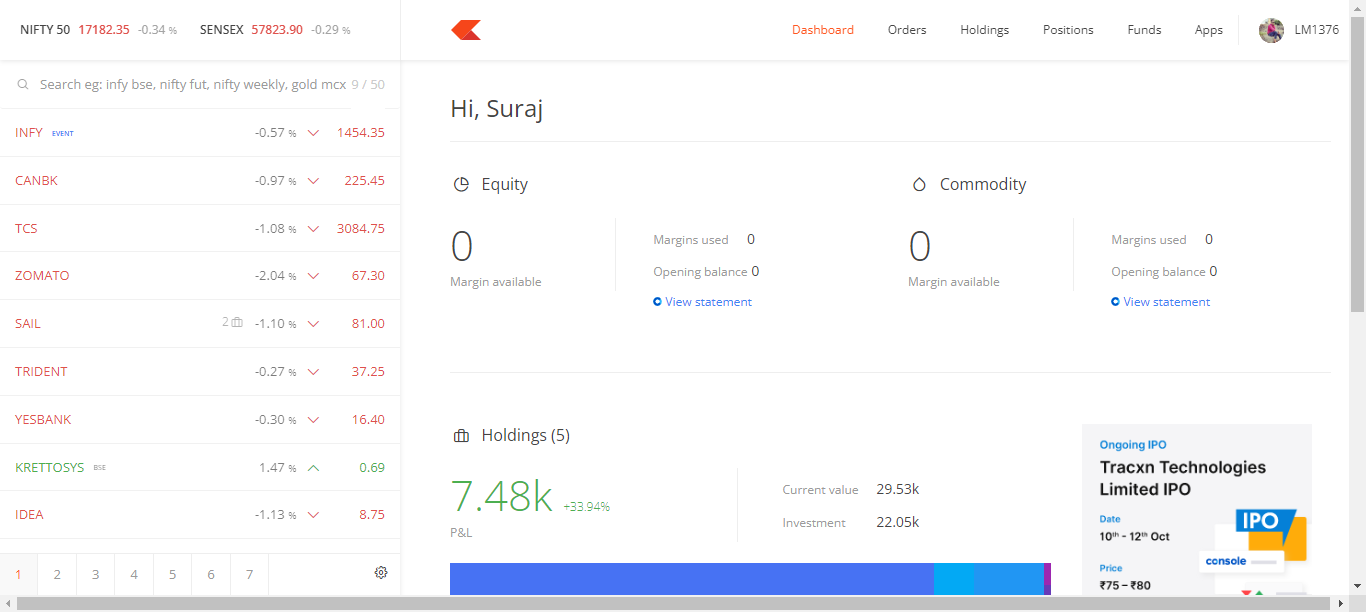 NIFTY 50 17182.35 -0.34 % SENSEX 57823.90 -0.29 %
Dashboard Orders Holdings Positions Funds Apps LM1376
Search eg: infy bse, nifty fut, nifty weekly, gold mcx 9 / 50
INFY EVENT -0.57 % 1454.35
CANBK -0.97 % 225.45
TCS -1.08 % 3084.75
ZOMATO -2.04 % 67.30
SAIL 2 -1.10 % 81.00
TRIDENT -0.27 % 37.25
YESBANK -0.30 % 16.40
KRETTOSYS BSE 1.47 % 0.69
IDEA -1.13 % 8.75
1 2 3 4 5 6 7
Hi, Suraj
Equity
0
Margin available
Margins used 0
Opening balance 0
View statement
Commodity
0
Margin available
Margins used 0
Opening balance 0
View statement
Holdings (5)
7.48k +33.94%
P&L
Current value 29.53k
Investment 22.05k
Ongoing IPO
Tracxn Technologies
Limited IPO
Date
10th - 12th Oct
Price
₹75 – ₹80
IPO
console